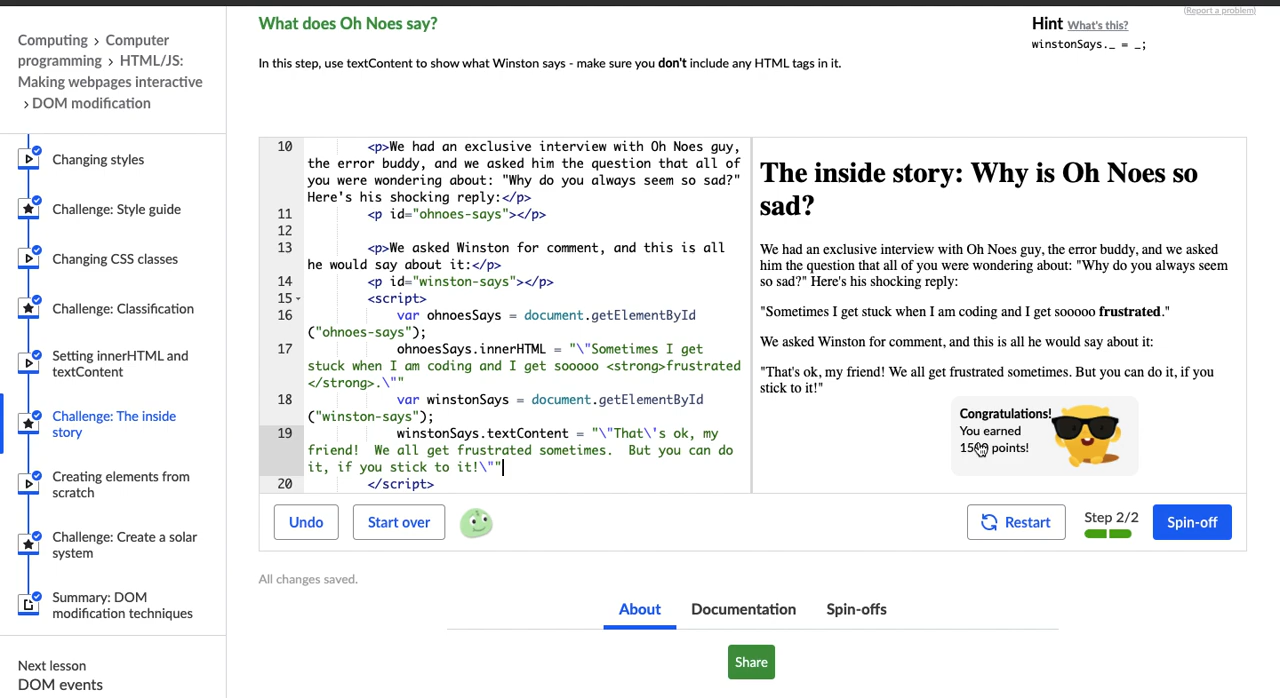 (Report a problem)
Computing › Computer
programming › HTML/JS:
Making webpages interactive
› DOM modification
Changing styles
Challenge: Style guide
Changing CSS classes
Challenge: Classification
Setting innerHTML and
textContent
Challenge: The inside
story
Creating elements from
scratch
Challenge: Create a solar
system
Summary: DOM
modification techniques
Next lesson
DOM events
What does Oh Noes say?
In this step, use textContent to show what Winston says - make sure you don't include any HTML tags in it.
Hint What's this?
winstonSays._ = _;
10 <p>We had an exclusive interview with Oh Noes guy,
the error buddy, and we asked him the question that all of
you were wondering about: "Why do you always seem so sad?"
Here's his shocking reply:</p>
11 <p id="ohnoes-says"></p>
12
13 <p>We asked Winston for comment, and this is all
he would say about it:</p>
14 <p id="winston-says"></p>
15 <script>
16 var ohnoesSays = document.getElementById
("ohnoes-says");
17 ohnoesSays.innerHTML = "\"Sometimes I get
stuck when I am coding and I get sooooo <strong>frustrated
</strong>.\""
18 var winstonSays = document.getElementById
("winston-says");
19 winstonSays.textContent = "\"That\'s ok, my
friend!  We all get frustrated sometimes.  But you can do
it, if you stick to it!\""
20 </script>
The inside story: Why is Oh Noes so
sad?
We had an exclusive interview with Oh Noes guy, the error buddy, and we asked
him the question that all of you were wondering about: "Why do you always seem
so sad?" Here's his shocking reply:
"Sometimes I get stuck when I am coding and I get sooooo frustrated."
We asked Winston for comment, and this is all he would say about it:
"That's ok, my friend! We all get frustrated sometimes. But you can do it, if you
stick to it!"
Congratulations!
You earned
points!
Undo
Start over
Restart
Step 2/2
Spin-off
All changes saved.
About
Documentation
Spin-offs
Share